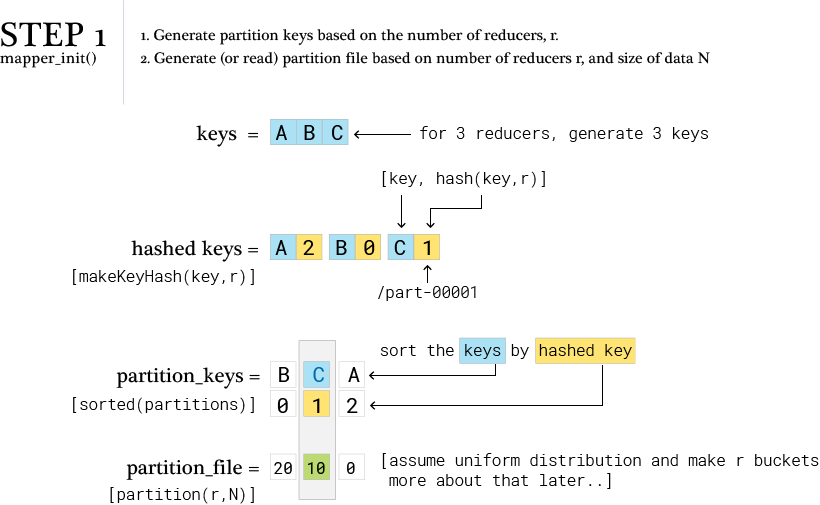 STEP 1
mapper_init()
1. Generate partition keys based on the number of reducers, r.
2. Generate (or read) partition file based on number of reducers r, and size of data N
keys = A B C for 3 reducers, generate 3 keys
[key, hash(key,r)]
hashed keys = A 2 B 0 C 1
[makeKeyHash(key,r)]
/part-00001
sort the keys by hashed key
partition_keys = B C A
[sorted(partitions)] 0 1 2
partition_file = 20 10 0 [assume uniform distribution and make r buckets
more about that later..]
[partition(r,N)]